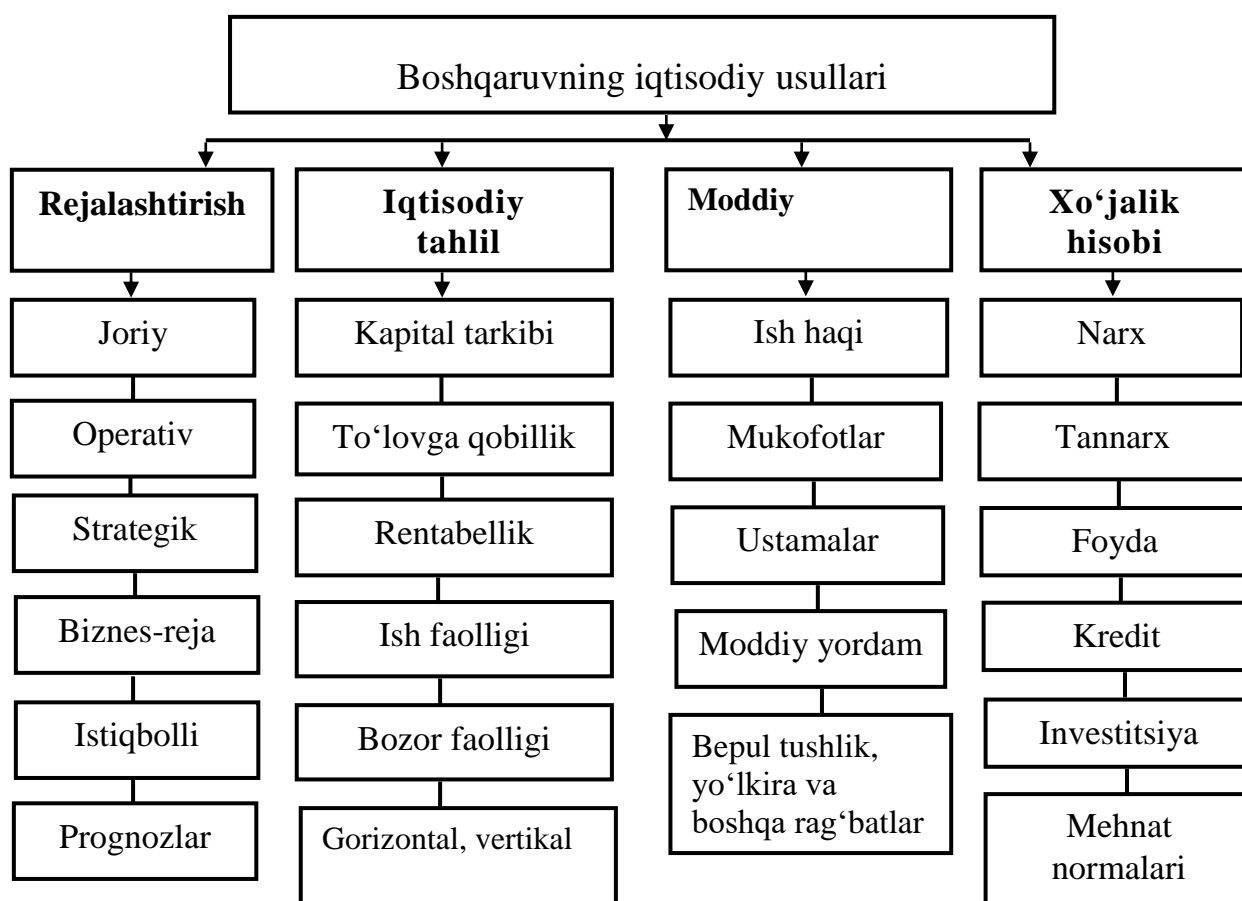 Boshqaruvning iqtisodiy usullari
Rejalashtirish
Iqtisodiy
tahlil
Moddiy
Xo‘jalik
hisobi
Joriy
Kapital tarkibi
Ish haqi
Narx
Operativ
To‘lovga qobillik
Mukofotlar
Tannarx
Strategik
Rentabellik
Ustamalar
Foyda
Biznes-reja
Ish faolligi
Moddiy yordam
Kredit
Istiqbolli
Bozor faolligi
Bepul tushlik,
yo‘lkira va
boshqa rag‘batlar
Investitsiya
Prognozlar
Gorizontal, vertikal
Mehnat
normalari